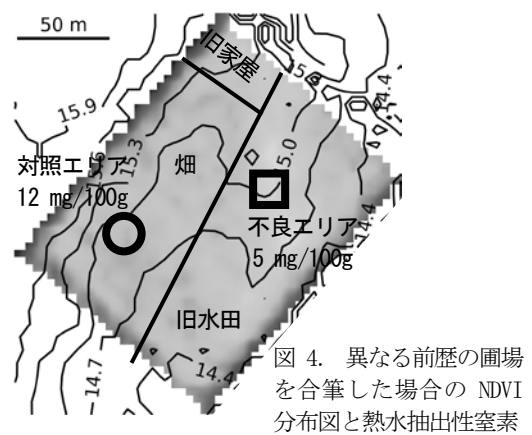 50 m
旧家屋
15.6
14.4
15.9
15.3
15.0
対照エリア
12 mg/100g
畑
不良エリア
5 mg/100g
14.4
旧水田
14.7
14.4
図 4. 異なる前歴の圃場
を合筆した場合の NDVI
分布図と熱水抽出性窒素